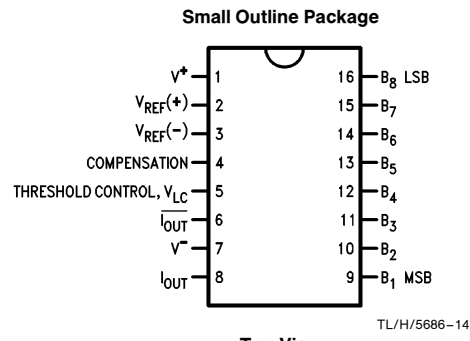 Small Outline Package
V+ 1 16 B8 LSB
VREF(+) 2 15 B7
VREF(−) 3 14 B6
COMPENSATION 4 13 B5
THRESHOLD CONTROL, VLC 5 12 B4
IOUT 6 11 B3
V− 7 10 B2
IOUT 8 9 B1 MSB
TL/H/5686–14